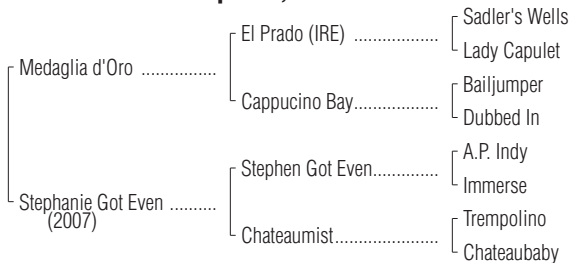 Sadler's Wells
El Prado (IRE) ..................
Lady Capulet
Medaglia d'Oro ................
Bailjumper
Cappucino Bay...................
Dubbed In
A.P. Indy
Stephen Got Even...............
Immerse
Stephanie Got Even ..........
(2007)
Trempolino
Chateaumist.......................
Chateaubaby